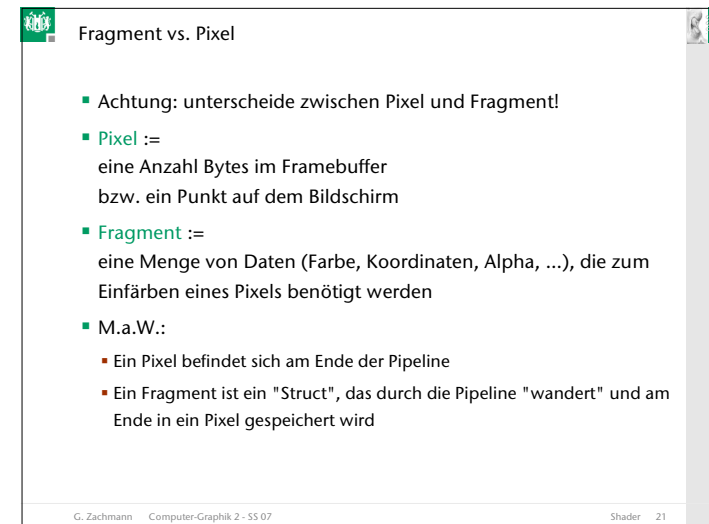 Fragment vs. Pixel
Achtung: unterscheide zwischen Pixel und Fragment!
Pixel :=
eine Anzahl Bytes im Framebuffer
bzw. ein Punkt auf dem Bildschirm
Fragment :=
eine Menge von Daten (Farbe, Koordinaten, Alpha, ...), die zum
Einfärben eines Pixels benötigt werden
M.a.W.:
Ein Pixel befindet sich am Ende der Pipeline
Ein Fragment ist ein "Struct", das durch die Pipeline "wandert" und am
Ende in ein Pixel gespeichert wird
G. Zachmann Computer-Graphik 2 - SS 07 Shader 21